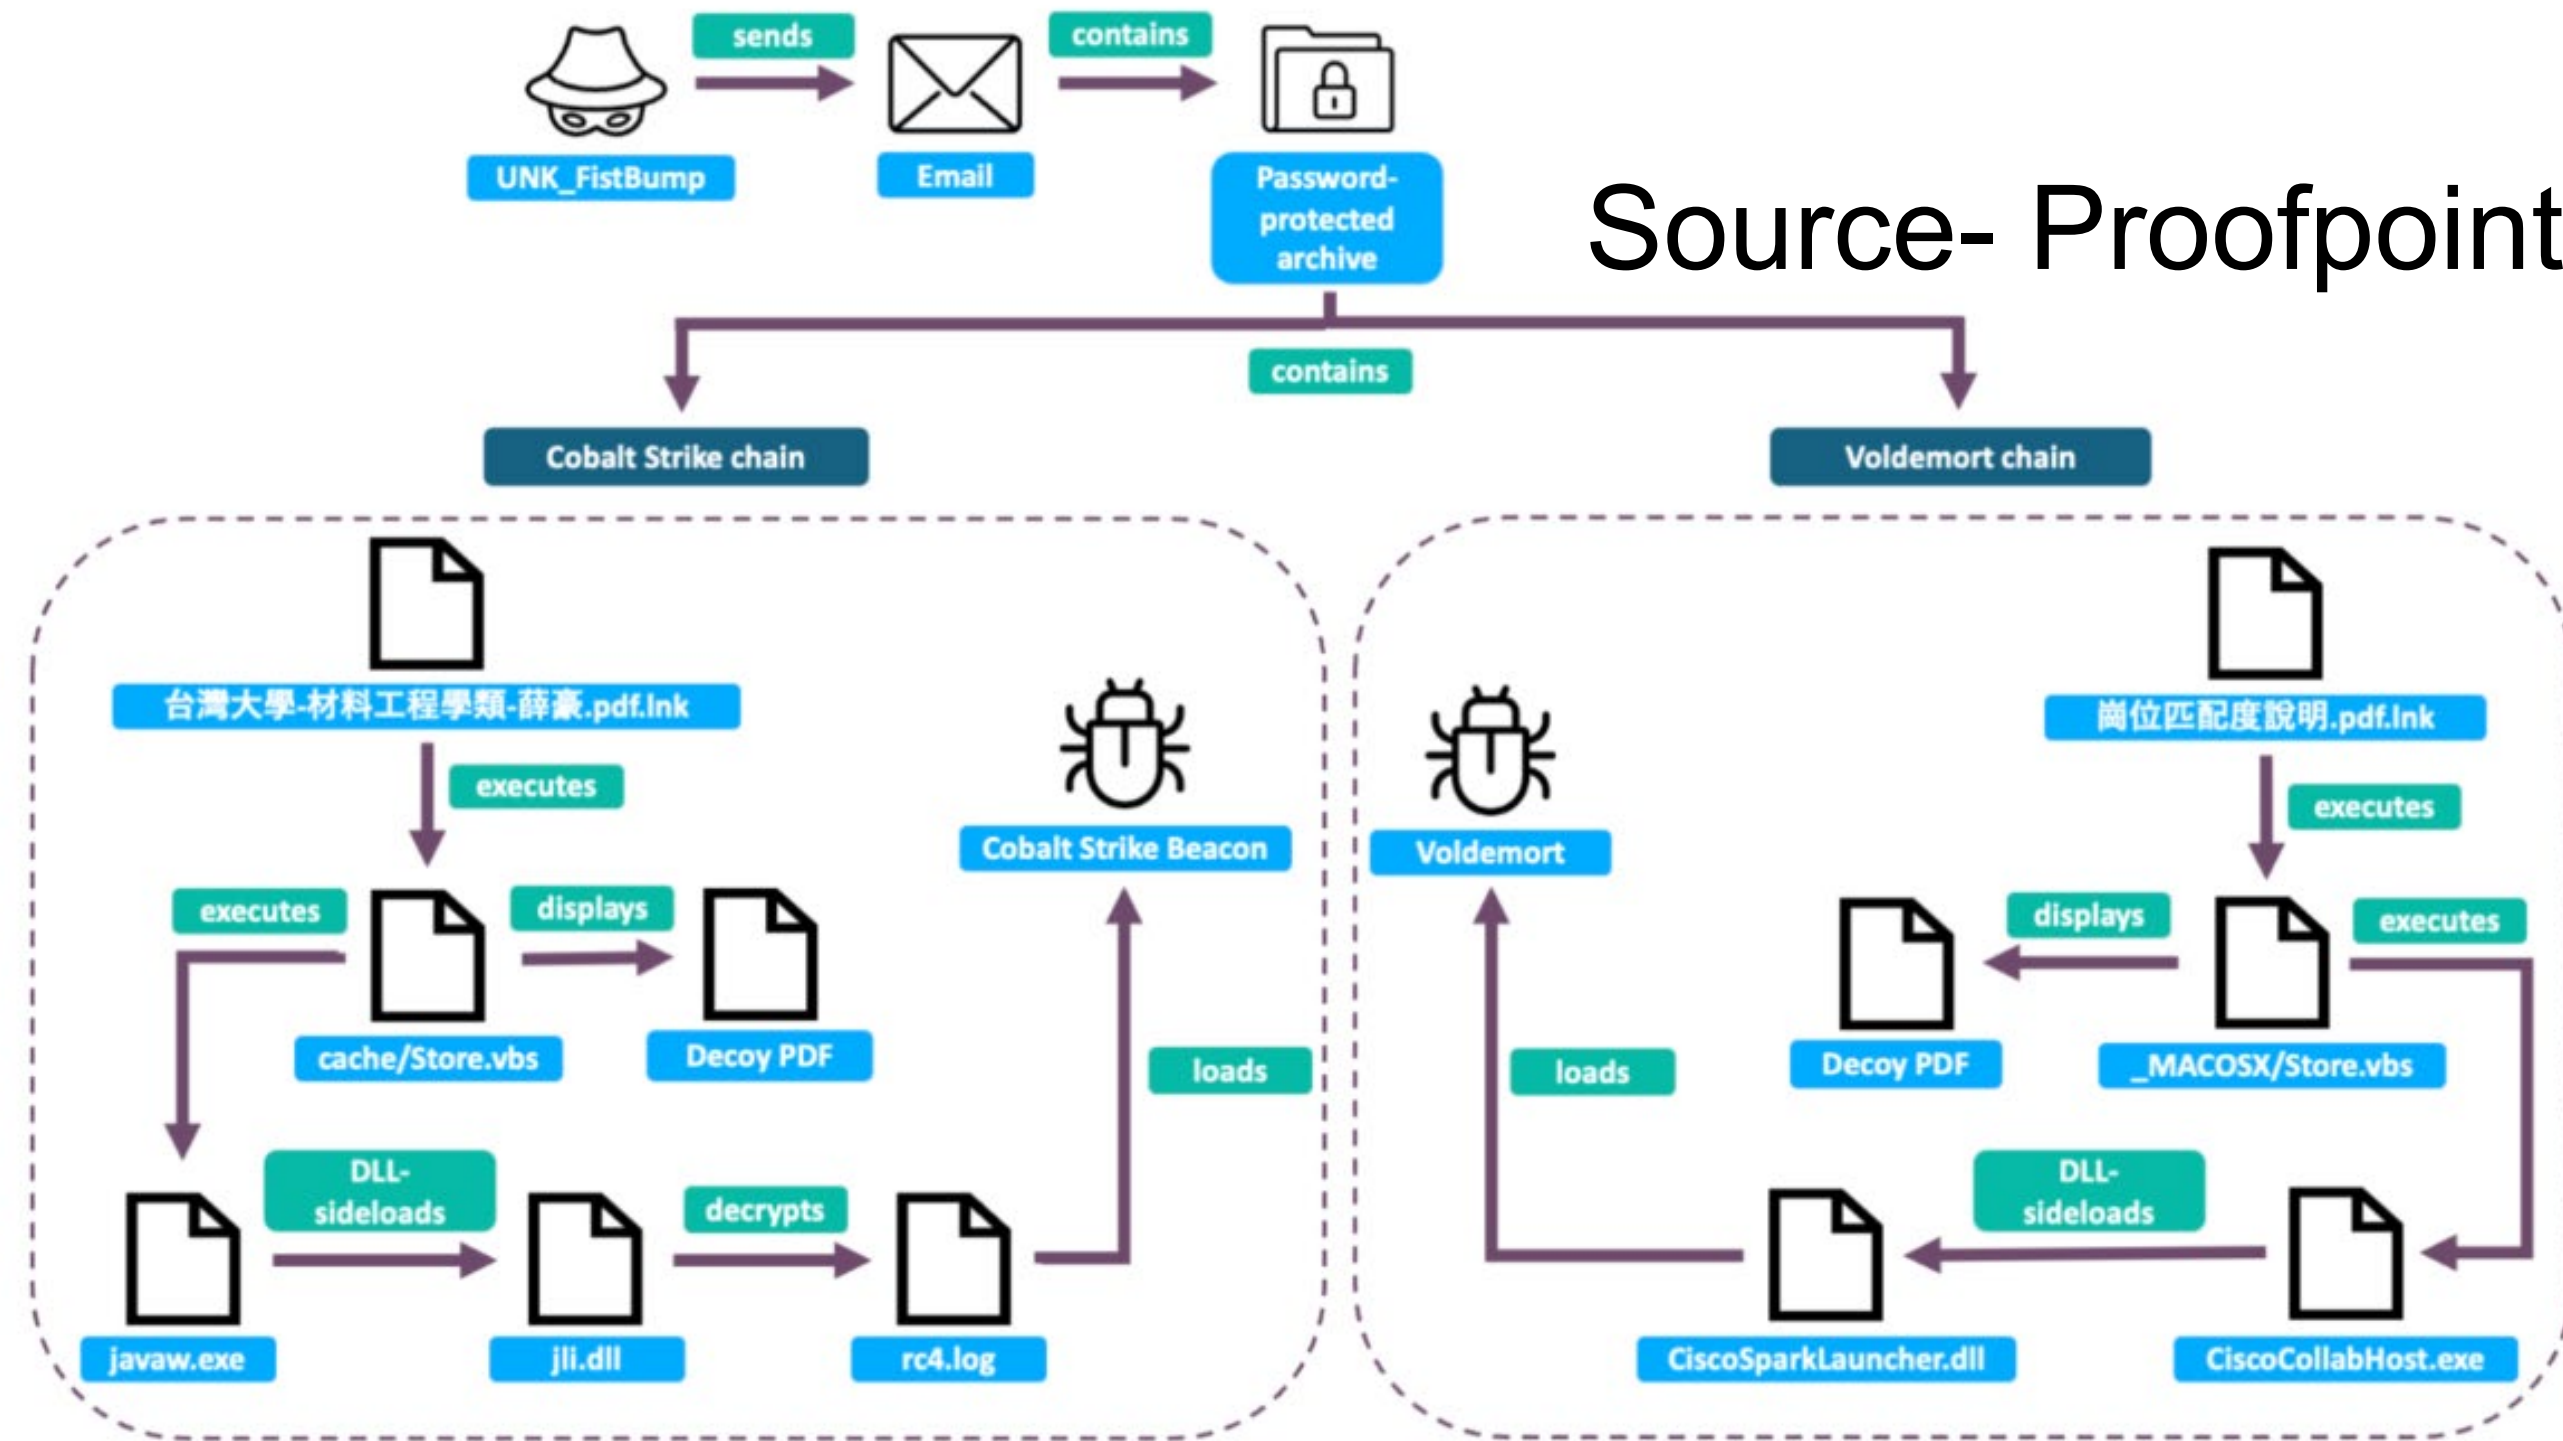 sends
contains
UNK_FistBump
Email
Password-
protected
archive
Source- Proofpoint
contains
Cobalt Strike chain
Voldemort chain
台灣大學-材料工程學類-薛豪.pdf.lnk
executes
Cobalt Strike Beacon
executes
displays
cache/Store.vbs
Decoy PDF
loads
DLL-
sideloads
decrypts
javaw.exe
jli.dll
rc4.log
崗位匹配度說明.pdf.lnk
executes
Voldemort
displays
executes
Decoy PDF
_MACOSX/Store.vbs
loads
DLL-
sideloads
CiscoSparkLauncher.dll
CiscoCollabHost.exe